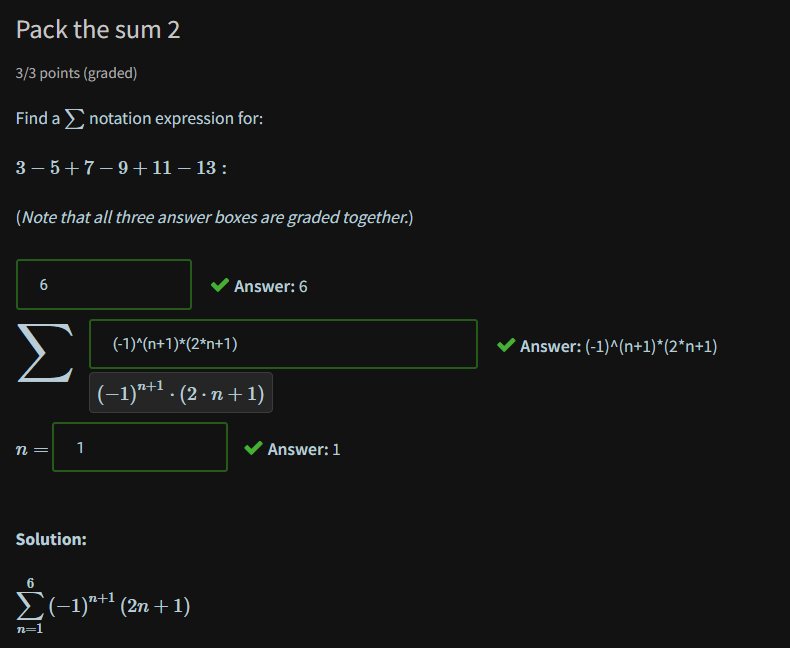 Pack the sum 2
3/3 points (graded)
Find a ∑ notation expression for:
3 − 5 + 7 − 9 + 11 − 13 :
(Note that all three answer boxes are graded together.)
6 ✔ Answer: 6
∑ (-1)^(n+1)*(2*n+1) ✔ Answer: (-1)^(n+1)*(2*n+1)
(−1)ⁿ⁺¹ · (2 · n + 1)
n = 1 ✔ Answer: 1
Solution:
6
∑ (−1)ⁿ⁺¹ (2n + 1)
n=1